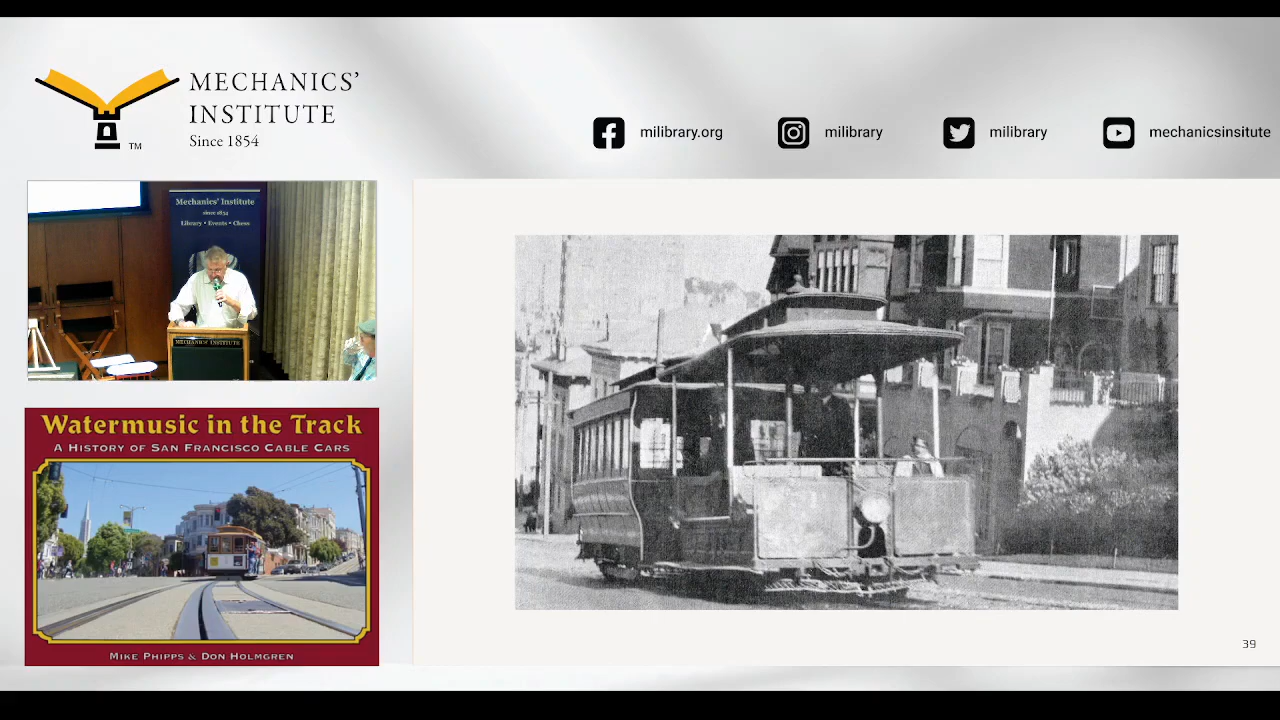 MECHANICS'
INSTITUTE
Since 1854
TM
milibrary.org
milibrary
milibrary
mechanicsinsitute
Mechanics' Institute
since 1854
Library • Events • Chess
MECHANICS' INSTITUTE
Watermusic in the Track
A History of San Francisco Cable Cars
Mike Phipps & Don Holmgren
39